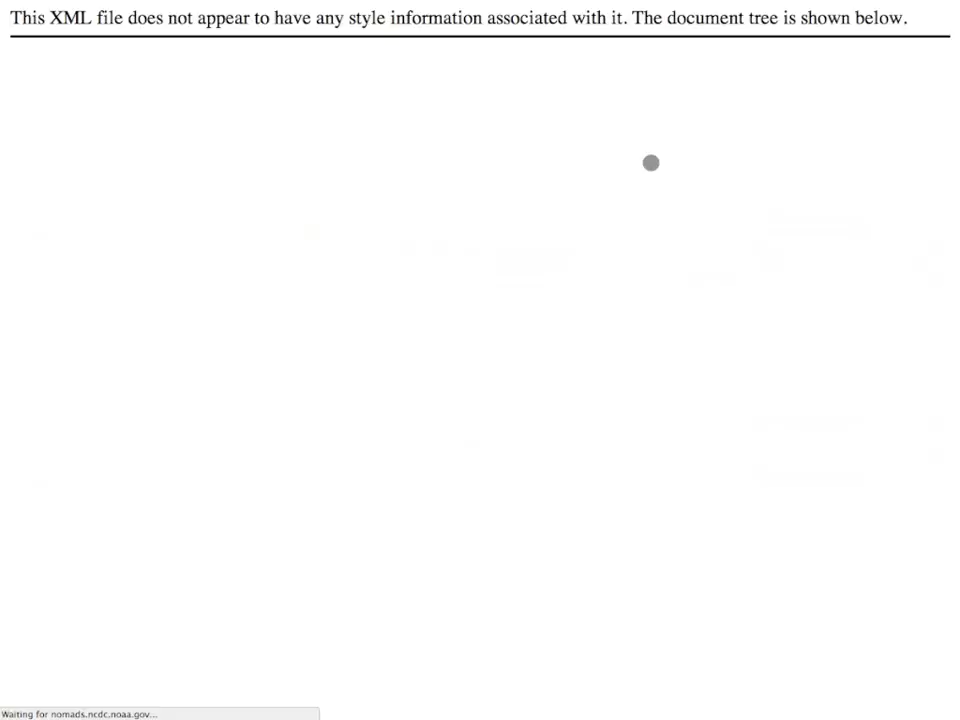 This XML file does not appear to have any style information associated with it. The document tree is shown below.
Waiting for nomads.ncdc.noaa.gov...